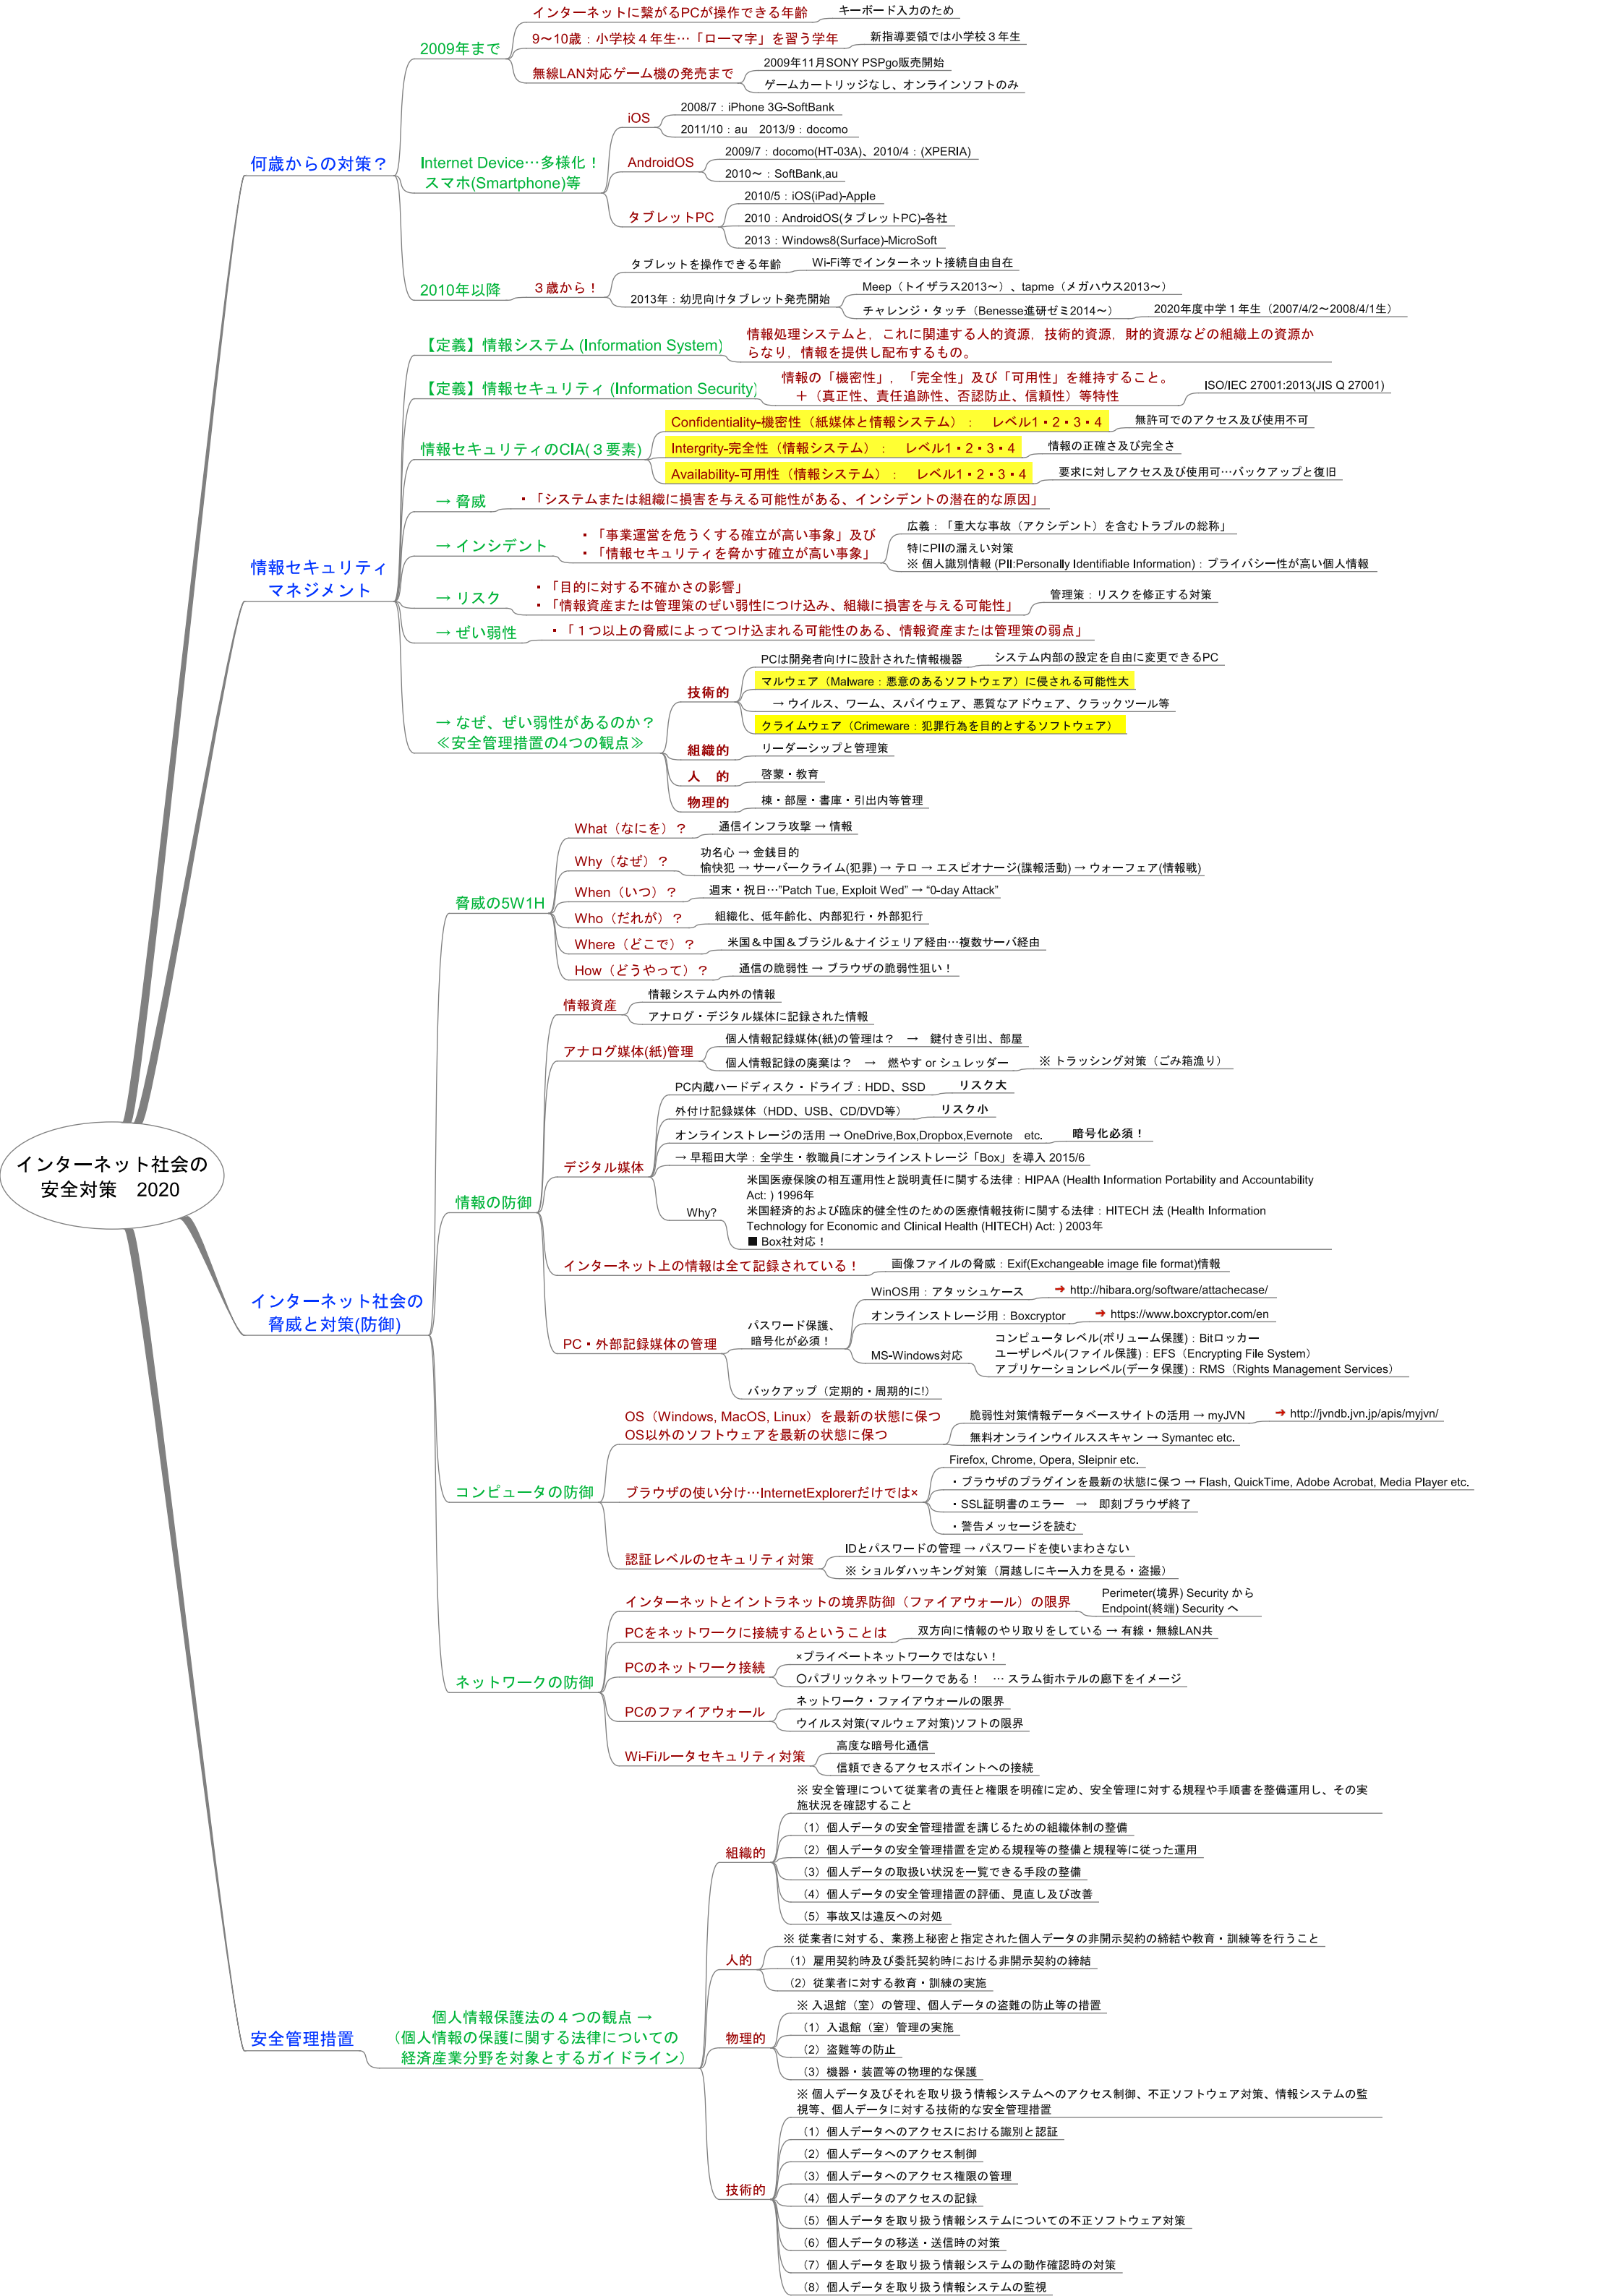 インターネット社会の
安全対策　2020
何歳からの対策？
2009年まで
インターネットに繋がるPCが操作できる年齢
キーボード入力のため
9〜10歳：小学校４年生…「ローマ字」を習う学年
新指導要領では小学校３年生
無線LAN対応ゲーム機の発売まで
2009年11月SONY PSPgo販売開始
ゲームカートリッジなし、オンラインソフトのみ
Internet Device…多様化！
スマホ(Smartphone)等
iOS
2008/7：iPhone 3G-SoftBank
2011/10：au　2013/9：docomo
AndroidOS
2009/7：docomo(HT-03A)、2010/4：(XPERIA)
2010〜：SoftBank,au
タブレットPC
2010/5：iOS(iPad)-Apple
2010：AndroidOS(タブレットPC)-各社
2013：Windows8(Surface)-MicroSoft
2010年以降
３歳から！
タブレットを操作できる年齢
Wi-Fi等でインターネット接続自由自在
2013年：幼児向けタブレット発売開始
Meep（トイザラス2013〜）、tapme（メガハウス2013〜）
チャレンジ・タッチ（Benesse進研ゼミ2014〜）
2020年度中学１年生（2007/4/2〜2008/4/1生）
情報セキュリティ
マネジメント
【定義】情報システム (Information System)
情報処理システムと，これに関連する人的資源，技術的資源，財的資源などの組織上の資源か
らなり，情報を提供し配布するもの。
【定義】情報セキュリティ (Information Security)
情報の「機密性」，「完全性」及び「可用性」を維持すること。
＋（真正性、責任追跡性、否認防止、信頼性）等特性
ISO/IEC 27001:2013(JIS Q 27001)
情報セキュリティのCIA(３要素)
Confidentiality-機密性（紙媒体と情報システム）：　レベル1・2・3・4
無許可でのアクセス及び使用不可
Intergrity-完全性（情報システム）：　レベル1・2・3・4
情報の正確さ及び完全さ
Availability-可用性（情報システム）：　レベル1・2・3・4
要求に対しアクセス及び使用可…バックアップと復旧
→ 脅威
・「システムまたは組織に損害を与える可能性がある、インシデントの潜在的な原因」
→ インシデント
・「事業運営を危うくする確立が高い事象」及び
・「情報セキュリティを脅かす確立が高い事象」
広義：「重大な事故（アクシデント）を含むトラブルの総称」
特にPIIの漏えい対策
※ 個人識別情報 (PII:Personally Identifiable Information)：プライバシー性が高い個人情報
→ リスク
・「目的に対する不確かさの影響」
・「情報資産または管理策のぜい弱性につけ込み、組織に損害を与える可能性」
管理策：リスクを修正する対策
→ ぜい弱性
・「１つ以上の脅威によってつけ込まれる可能性のある、情報資産または管理策の弱点」
→ なぜ、ぜい弱性があるのか？
≪安全管理措置の4つの観点≫
技術的
PCは開発者向けに設計された情報機器
システム内部の設定を自由に変更できるPC
マルウェア（Malware：悪意のあるソフトウェア）に侵される可能性大
→ ウイルス、ワーム、スパイウェア、悪質なアドウェア、クラックツール等
クライムウェア（Crimeware：犯罪行為を目的とするソフトウェア）
組織的
リーダーシップと管理策
人　的
啓蒙・教育
物理的
棟・部屋・書庫・引出内等管理
インターネット社会の
脅威と対策(防御)
脅威の5W1H
What（なにを）？
通信インフラ攻撃 → 情報
Why（なぜ）？
功名心 → 金銭目的
愉快犯 → サーバークライム(犯罪) → テロ → エスピオナージ(諜報活動) → ウォーフェア(情報戦)
When（いつ）？
週末・祝日…”Patch Tue, Exploit Wed” → “0-day Attack”
Who（だれが）？
組織化、低年齢化、内部犯行・外部犯行
Where（どこで）？
米国＆中国＆ブラジル＆ナイジェリア経由…複数サーバ経由
How（どうやって）？
通信の脆弱性 → ブラウザの脆弱性狙い！
情報の防御
情報資産
情報システム内外の情報
アナログ・デジタル媒体に記録された情報
アナログ媒体(紙)管理
個人情報記録媒体(紙)の管理は？　→　鍵付き引出、部屋
個人情報記録の廃棄は？　→　燃やす or シュレッダー
※ トラッシング対策（ごみ箱漁り）
デジタル媒体
PC内蔵ハードディスク・ドライブ：HDD、SSD
リスク大
外付け記録媒体（HDD、USB、CD/DVD等）
リスク小
オンラインストレージの活用 → OneDrive,Box,Dropbox,Evernote　etc.
暗号化必須！
→ 早稲田大学：全学生・教職員にオンラインストレージ「Box」を導入 2015/6
Why?
米国医療保険の相互運用性と説明責任に関する法律：HIPAA (Health Information Portability and Accountability
Act: ) 1996年
米国経済的および臨床的健全性のための医療情報技術に関する法律：HITECH 法 (Health Information
Technology for Economic and Clinical Health (HITECH) Act: ) 2003年
■ Box社対応！
インターネット上の情報は全て記録されている！
画像ファイルの脅威：Exif(Exchangeable image file format)情報
PC・外部記録媒体の管理
パスワード保護、
暗号化が必須！
WinOS用：アタッシュケース
➜ http://hibara.org/software/attachecase/
オンラインストレージ用：Boxcryptor
➜ https://www.boxcryptor.com/en
MS-Windows対応
コンピュータレベル(ボリューム保護)：Bitロッカー
ユーザレベル(ファイル保護)：EFS（Encrypting File System）
アプリケーションレベル(データ保護)：RMS（Rights Management Services）
バックアップ（定期的・周期的に!）
コンピュータの防御
OS（Windows, MacOS, Linux）を最新の状態に保つ
OS以外のソフトウェアを最新の状態に保つ
脆弱性対策情報データベースサイトの活用 → myJVN
➜ http://jvndb.jvn.jp/apis/myjvn/
無料オンラインウイルススキャン → Symantec etc.
ブラウザの使い分け…InternetExplorerだけでは×
Firefox, Chrome, Opera, Sleipnir etc.
・ブラウザのプラグインを最新の状態に保つ → Flash, QuickTime, Adobe Acrobat, Media Player etc.
・SSL証明書のエラー　→　即刻ブラウザ終了
・警告メッセージを読む
認証レベルのセキュリティ対策
IDとパスワードの管理 → パスワードを使いまわさない
※ ショルダハッキング対策（肩越しにキー入力を見る・盗撮）
ネットワークの防御
インターネットとイントラネットの境界防御（ファイアウォール）の限界
Perimeter(境界) Security から
Endpoint(終端) Security へ
PCをネットワークに接続するということは
双方向に情報のやり取りをしている → 有線・無線LAN共
PCのネットワーク接続
×プライベートネットワークではない！
〇パブリックネットワークである！　… スラム街ホテルの廊下をイメージ
PCのファイアウォール
ネットワーク・ファイアウォールの限界
ウイルス対策(マルウェア対策)ソフトの限界
Wi-Fiルータセキュリティ対策
高度な暗号化通信
信頼できるアクセスポイントへの接続
安全管理措置
個人情報保護法の４つの観点 →
（個人情報の保護に関する法律についての
経済産業分野を対象とするガイドライン）
組織的
※ 安全管理について従業者の責任と権限を明確に定め、安全管理に対する規程や手順書を整備運用し、その実
施状況を確認すること
（1）個人データの安全管理措置を講じるための組織体制の整備
（2）個人データの安全管理措置を定める規程等の整備と規程等に従った運用
（3）個人データの取扱い状況を一覧できる手段の整備
（4）個人データの安全管理措置の評価、見直し及び改善
（5）事故又は違反への対処
人的
※ 従業者に対する、業務上秘密と指定された個人データの非開示契約の締結や教育・訓練等を行うこと
（1）雇用契約時及び委託契約時における非開示契約の締結
（2）従業者に対する教育・訓練の実施
物理的
※ 入退館（室）の管理、個人データの盗難の防止等の措置
（1）入退館（室）管理の実施
（2）盗難等の防止
（3）機器・装置等の物理的な保護
技術的
※ 個人データ及びそれを取り扱う情報システムへのアクセス制御、不正ソフトウェア対策、情報システムの監
視等、個人データに対する技術的な安全管理措置
（1）個人データへのアクセスにおける識別と認証
（2）個人データへのアクセス制御
（3）個人データへのアクセス権限の管理
（4）個人データのアクセスの記録
（5）個人データを取り扱う情報システムについての不正ソフトウェア対策
（6）個人データの移送・送信時の対策
（7）個人データを取り扱う情報システムの動作確認時の対策
（8）個人データを取り扱う情報システムの監視